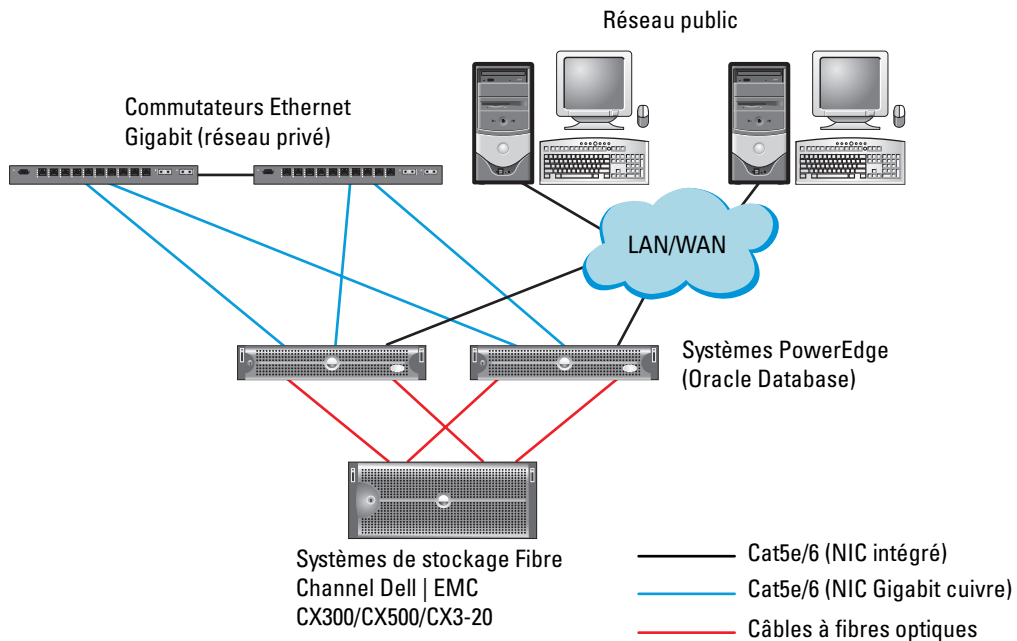 Réseau public
Commutateurs Ethernet
Gigabit (réseau privé)
LAN/WAN
Systèmes PowerEdge
(Oracle Database)
Systèmes de stockage Fibre
Channel Dell | EMC
CX300/CX500/CX3-20
Cat5e/6 (NIC intégré)
Cat5e/6 (NIC Gigabit cuivre)
Câbles à fibres optiques